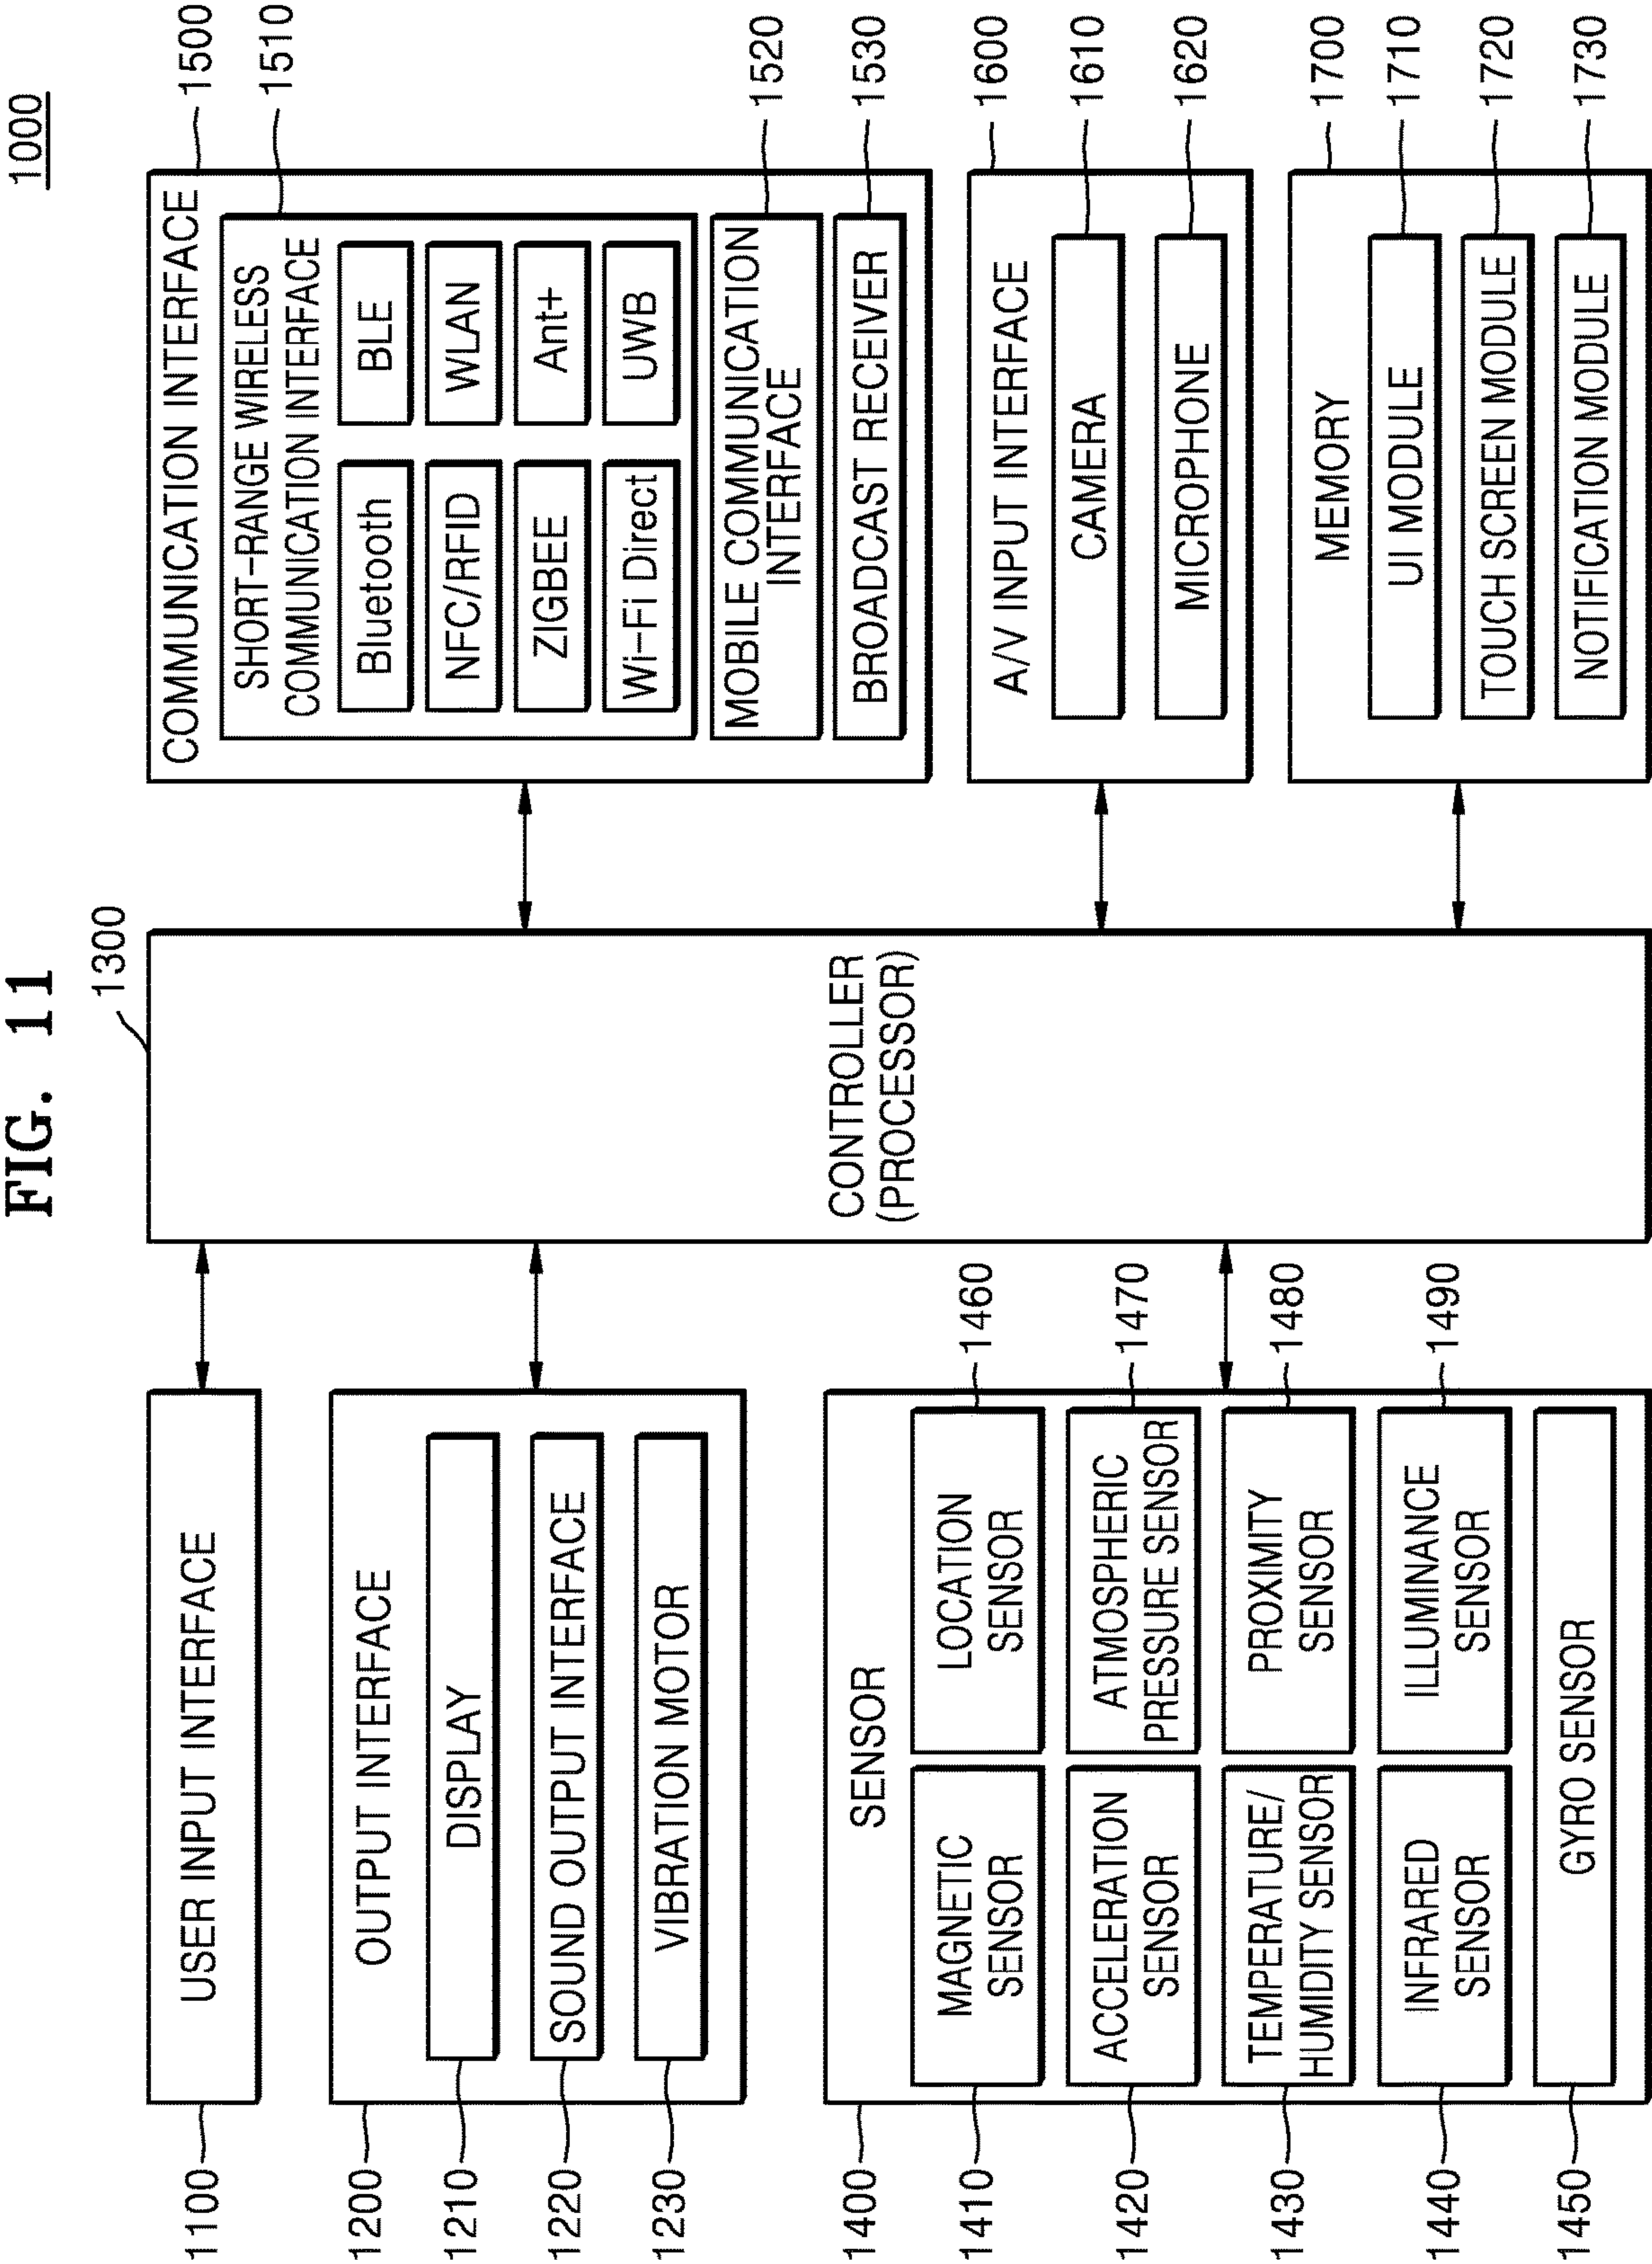 FIG. 11
1000
1100
USER INPUT INTERFACE
1200
OUTPUT INTERFACE
1210
DISPLAY
1220
SOUND OUTPUT INTERFACE
1230
VIBRATION MOTOR
1400
SENSOR
1410
MAGNETIC
SENSOR
1460
LOCATION
SENSOR
1420
ACCELERATION
SENSOR
1470
ATMOSPHERIC
PRESSURE SENSOR
1430
TEMPERATURE/
HUMIDITY SENSOR
1480
PROXIMITY
SENSOR
1440
INFRARED
SENSOR
1490
ILLUMINANCE
SENSOR
1450
GYRO SENSOR
1300
CONTROLLER
(PROCESSOR)
1500
COMMUNICATION INTERFACE
1510
SHORT-RANGE WIRELESS
COMMUNICATION INTERFACE
Bluetooth
BLE
NFC/RFID
WLAN
ZIGBEE
Ant+
Wi-Fi Direct
UWB
1520
MOBILE COMMUNICATION
INTERFACE
1530
BROADCAST RECEIVER
1600
A/V INPUT INTERFACE
1610
CAMERA
1620
MICROPHONE
1700
MEMORY
1710
UI MODULE
1720
TOUCH SCREEN MODULE
1730
NOTIFICATION MODULE